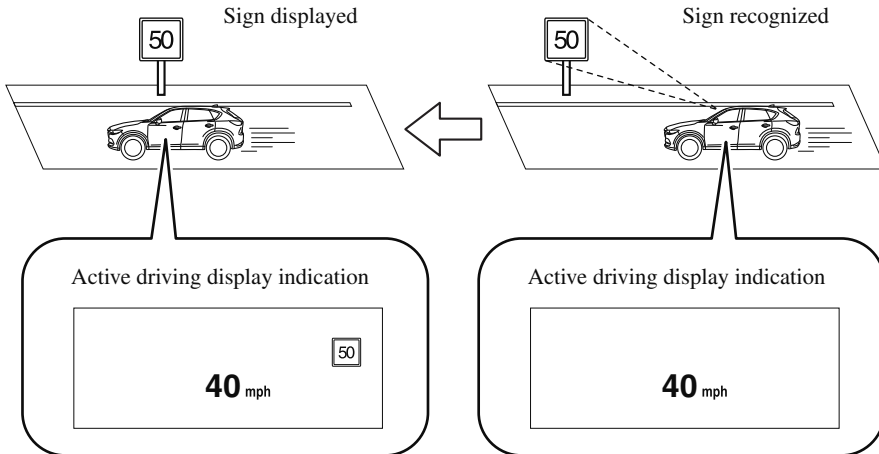 Sign displayed
Sign recognized
50
50
Active driving display indication
Active driving display indication
50
40 mph
40 mph